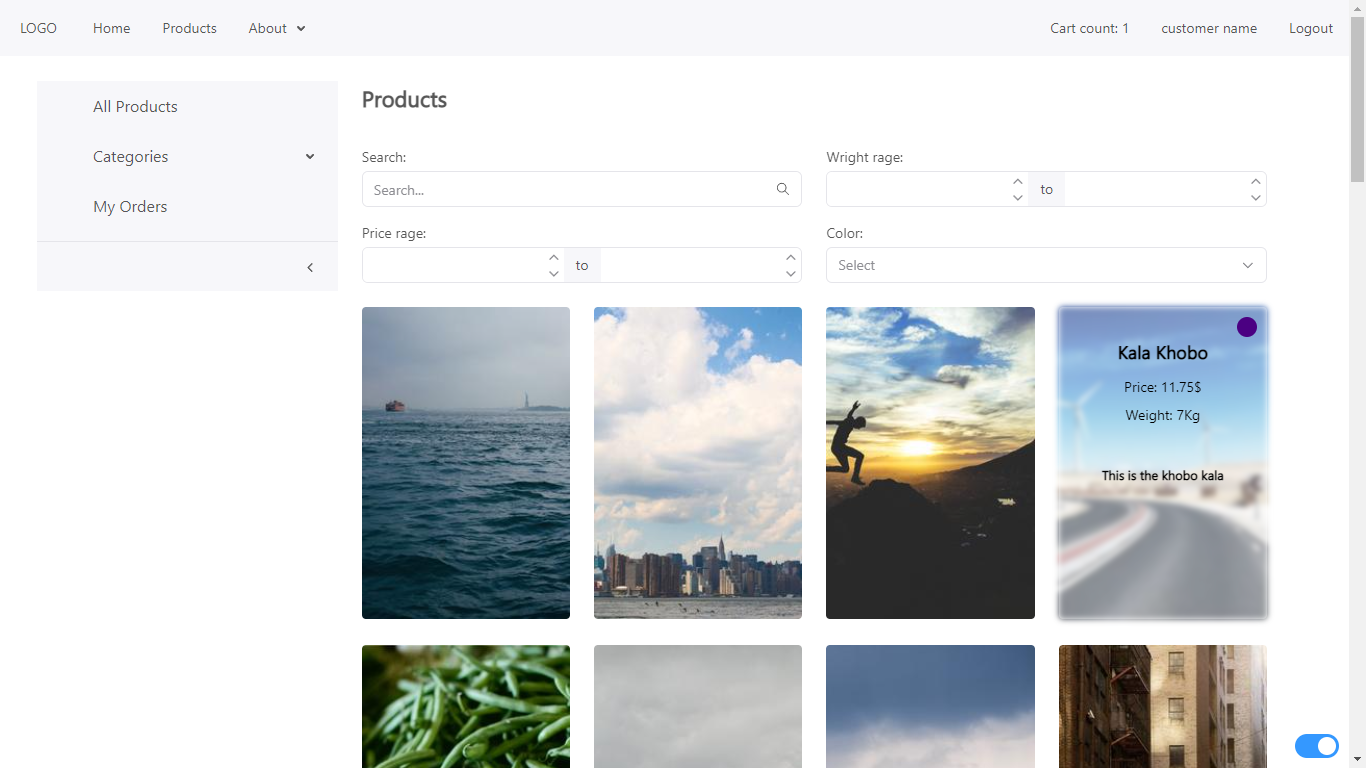 LOGO Home Products About Cart count: 1 customer name Logout
All Products
Categories
My Orders
Products
Search: Wright rage:
Search... to
Price rage: Color:
to Select
Kala Khobo
Price: 11.75$
Weight: 7Kg
This is the khobo kala